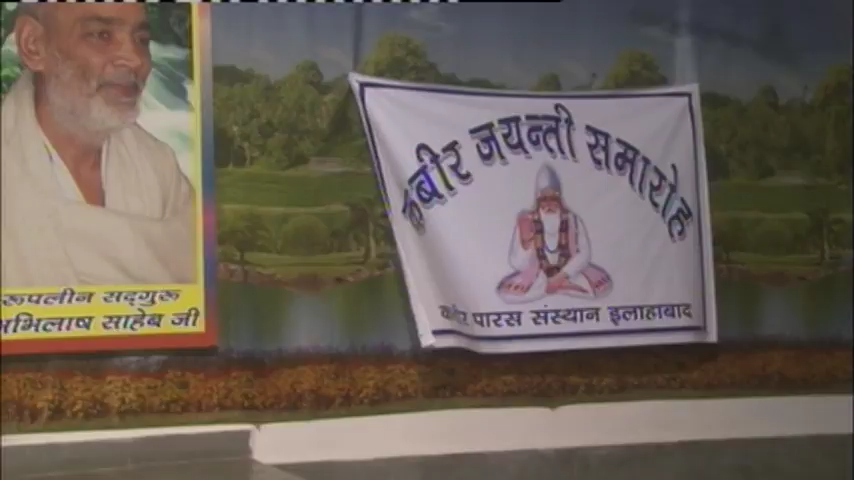 रूपलीन सद्गुरू
अभिलाष साहेब जी
कबीर जयन्ती समारोह
कबीर पारस संस्थान इलाहाबाद